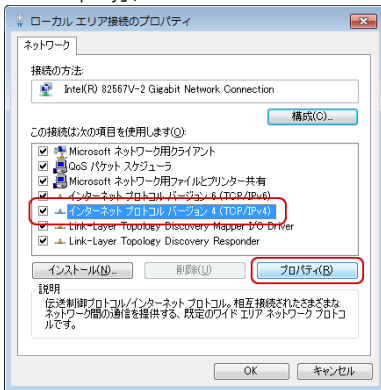 ローカル エリア接続のプロパティ
ネットワーク
接続の方法:
Intel(R) 82567V-2 Gigabit Network Connection
構成(C)...
この接続は次の項目を使用します(O):
Microsoft ネットワーク用クライアント
QoS パケット スケジューラ
Microsoft ネットワーク用ファイルとプリンター共有
インターネット プロトコル バージョン 6 (TCP/IPv6)
インターネット プロトコル バージョン 4 (TCP/IPv4)
Link-Layer Topology Discovery Mapper I/O Driver
Link-Layer Topology Discovery Responder
インストール(N)...
削除(U)
プロパティ(R)
説明
伝送制御プロトコル/インターネット プロトコル。相互接続されたさまざまな
ネットワーク間の通信を提供する、既定のワイド エリア ネットワーク プロトコ
ルです。
OK
キャンセル